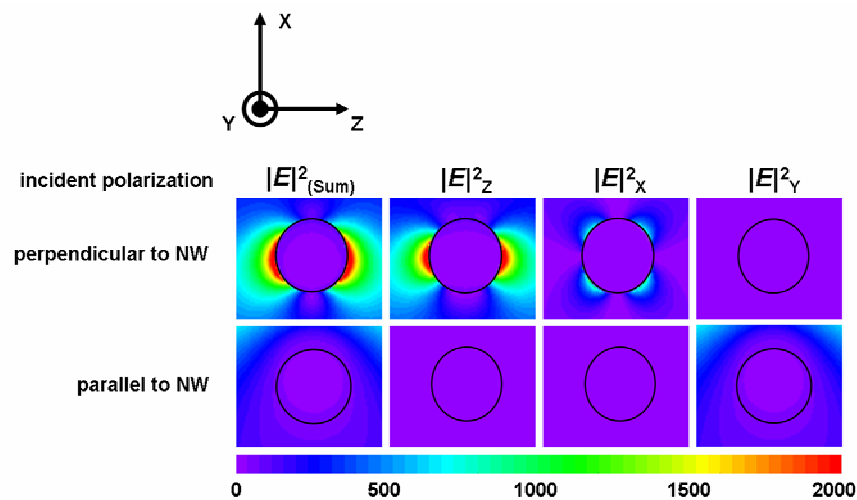 X
Y
Z
incident polarization |E|²(Sum) |E|²Z |E|²X |E|²Y
perpendicular to NW
parallel to NW
0 500 1000 1500 2000